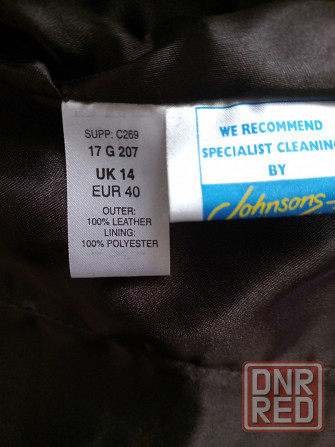 SUPP: C269
17 G 207
UK 14
EUR 40
OUTER:
100% LEATHER
LINING:
100% POLYESTER
WE RECOMMEND
SPECIALIST CLEANING
BY
Johnsons
DNR
RED